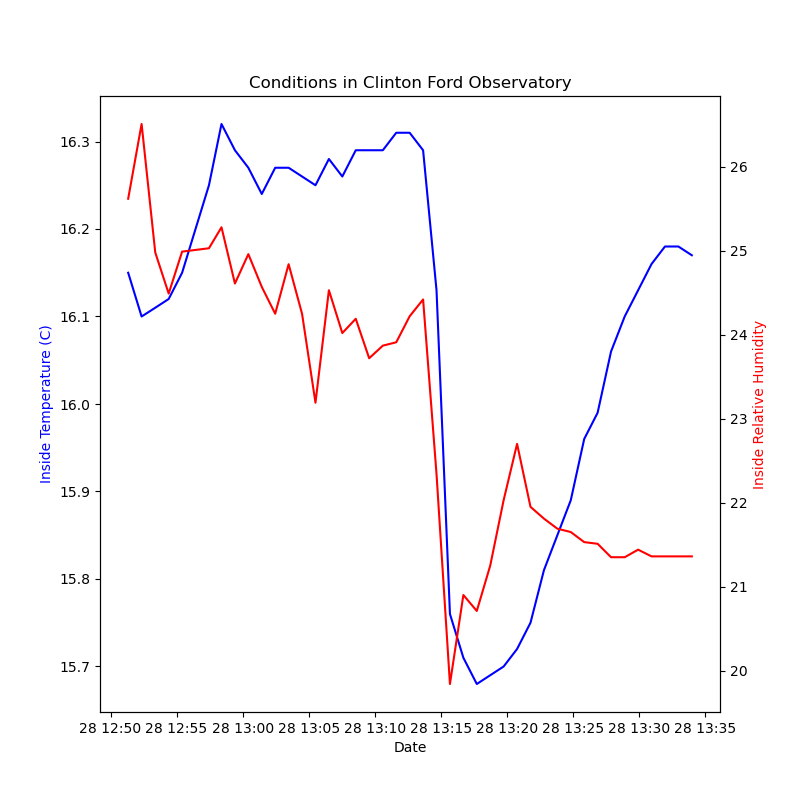 Conditions in Clinton Ford Observatory
16.3
16.2
16.1
16.0
15.9
15.8
15.7
Inside Temperature (C)
26
25
24
23
22
21
20
Inside Relative Humidity
28 12:50 28 12:55 28 13:00 28 13:05 28 13:10 28 13:15 28 13:20 28 13:25 28 13:30 28 13:35
Date